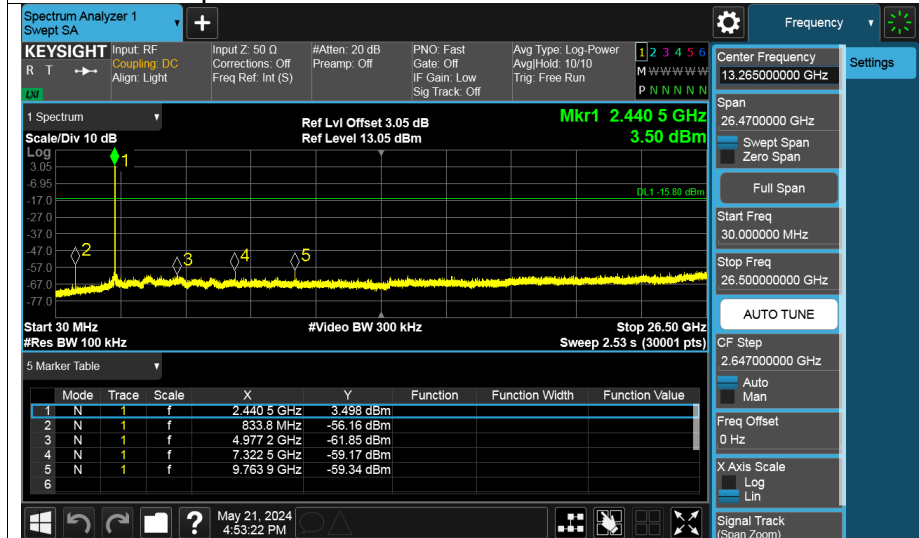 Spectrum Analyzer 1
Swept SA
+
Frequency
KEYSIGHT
R T
LXI
Input: RF
Coupling: DC
Align: Light
Input Z: 50 Ω
Corrections: Off
Freq Ref: Int (S)
#Atten: 20 dB
Preamp: Off
PNO: Fast
Gate: Off
IF Gain: Low
Sig Track: Off
Avg Type: Log-Power
Avg|Hold: 10/10
Trig: Free Run
1 2 3 4 5 6
M W W W W W
P N N N N N
1 Spectrum
Scale/Div 10 dB
Ref Lvl Offset 3.05 dB
Ref Level 13.05 dBm
Mkr1 2.440 5 GHz
3.50 dBm
Log
3.05
-6.95
-17.0
-27.0
-37.0
-47.0
-57.0
-67.0
-77.0
DL1 -15.80 dBm
1
2
3
4
5
Start 30 MHz
#Res BW 100 kHz
#Video BW 300 kHz
Stop 26.50 GHz
Sweep 2.53 s (30001 pts)
5 Marker Table
Mode Trace Scale X Y Function Function Width Function Value
1 N 1 f 2.440 5 GHz 3.498 dBm
2 N 1 f 833.8 MHz -56.16 dBm
3 N 1 f 4.977 2 GHz -61.85 dBm
4 N 1 f 7.322 5 GHz -59.17 dBm
5 N 1 f 9.763 9 GHz -59.34 dBm
6
?
May 21, 2024
4:53:22 PM
Center Frequency
13.265000000 GHz
Span
26.4700000 GHz
Swept Span
Zero Span
Full Span
Start Freq
30.000000 MHz
Stop Freq
26.500000000 GHz
AUTO TUNE
CF Step
2.647000000 GHz
Auto
Man
Freq Offset
0 Hz
X Axis Scale
Log
Lin
Signal Track
(Span Zoom)
Settings